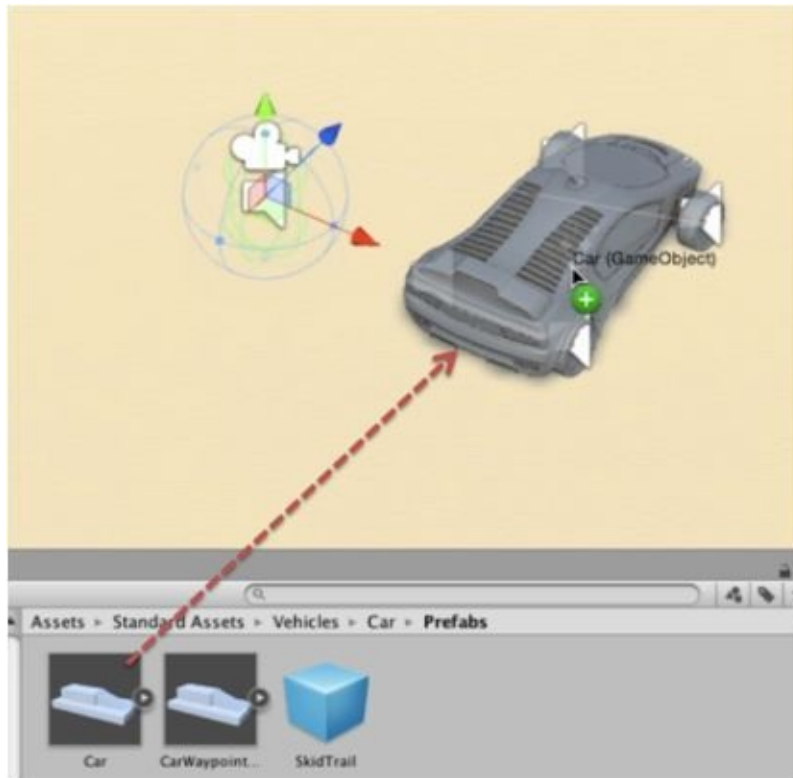 Car (GameObject)
Assets ▸ Standard Assets ▸ Vehicles ▸ Car ▸ Prefabs
Car
CarWaypoint...
SkidTrail